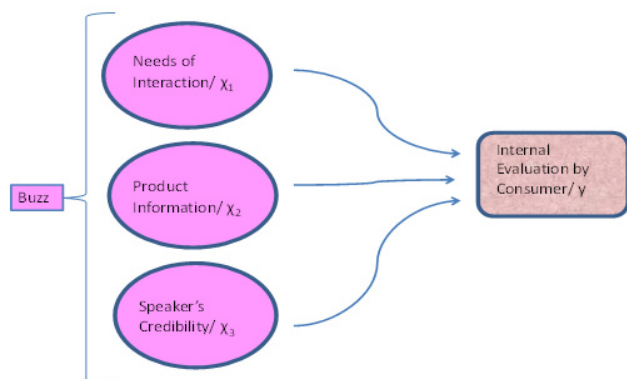 Needs of
Interaction/ χ₁
Internal
Evaluation by
Consumer/ y
Product
Information/ χ₂
Buzz
Speaker's
Credibility/ χ₃